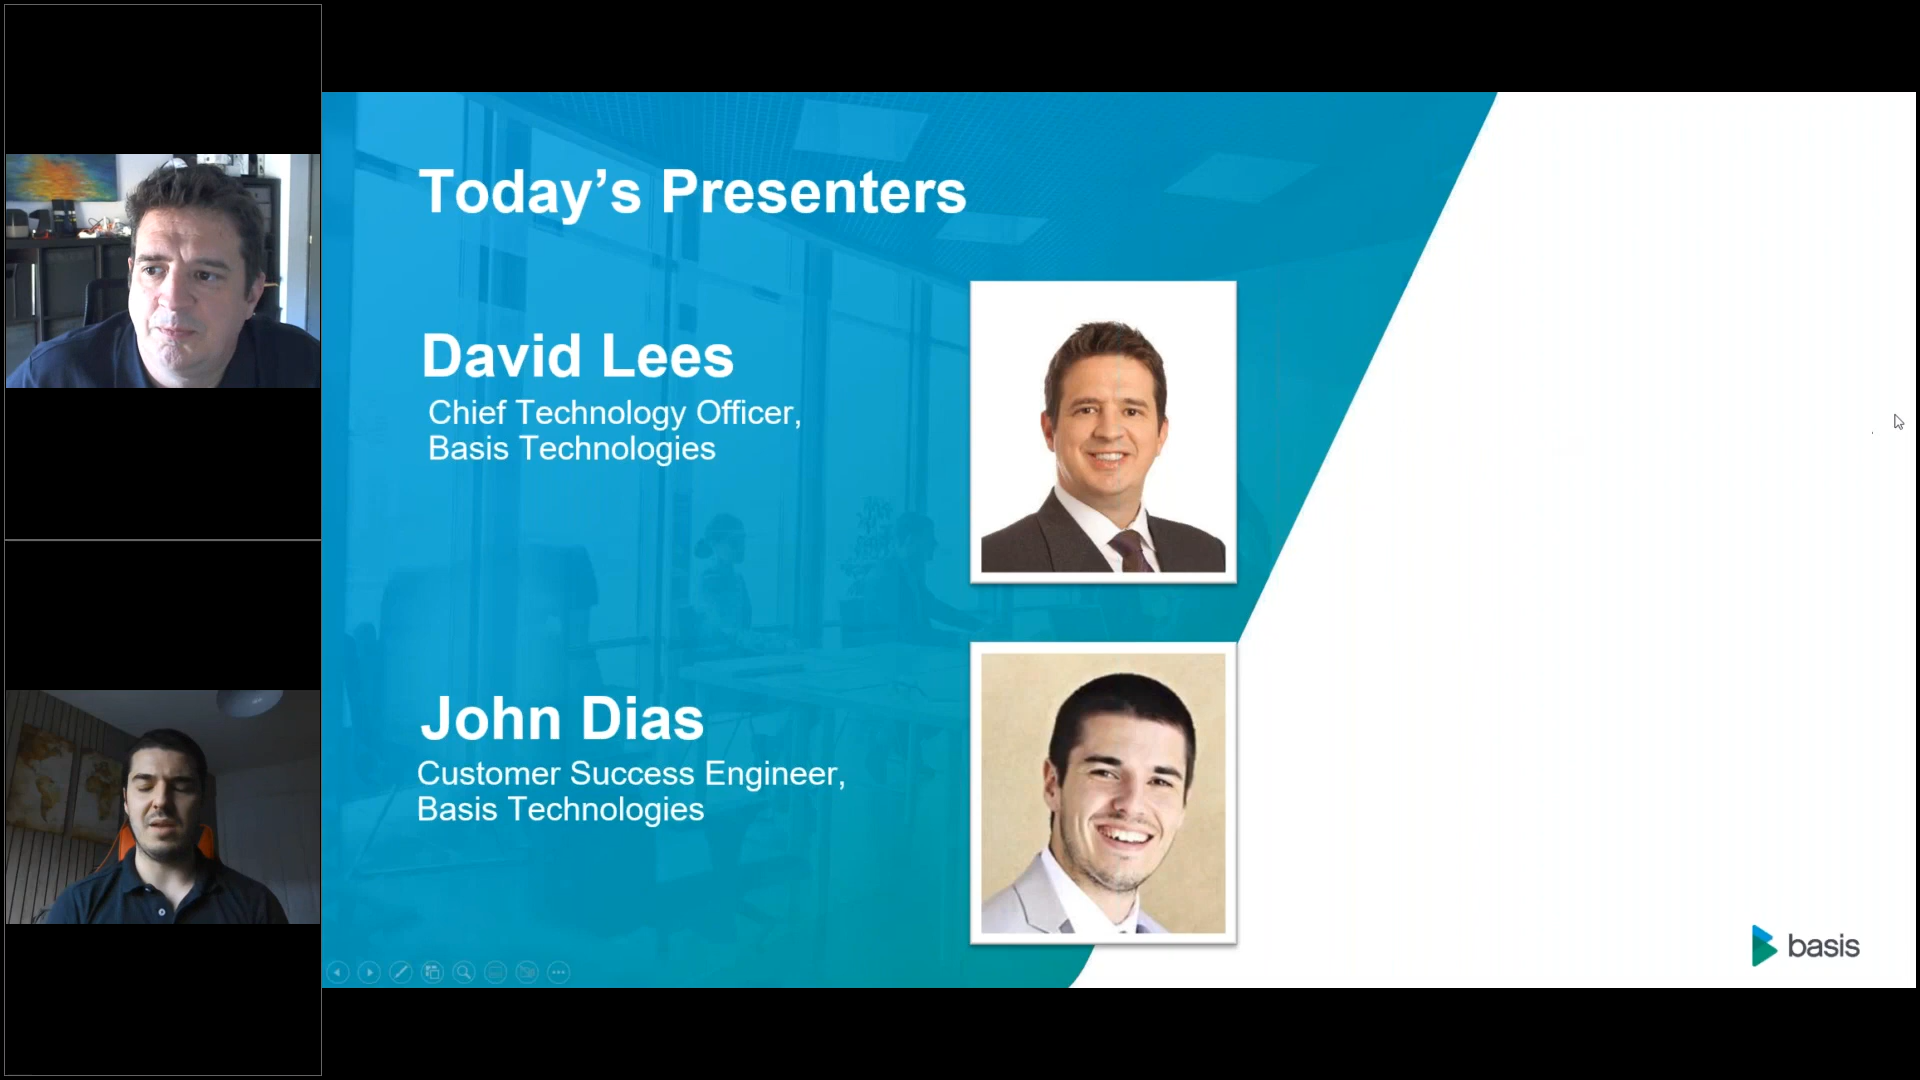 Today’s Presenters
David Lees
Chief Technology Officer,
Basis Technologies
John Dias
Customer Success Engineer,
Basis Technologies
basis